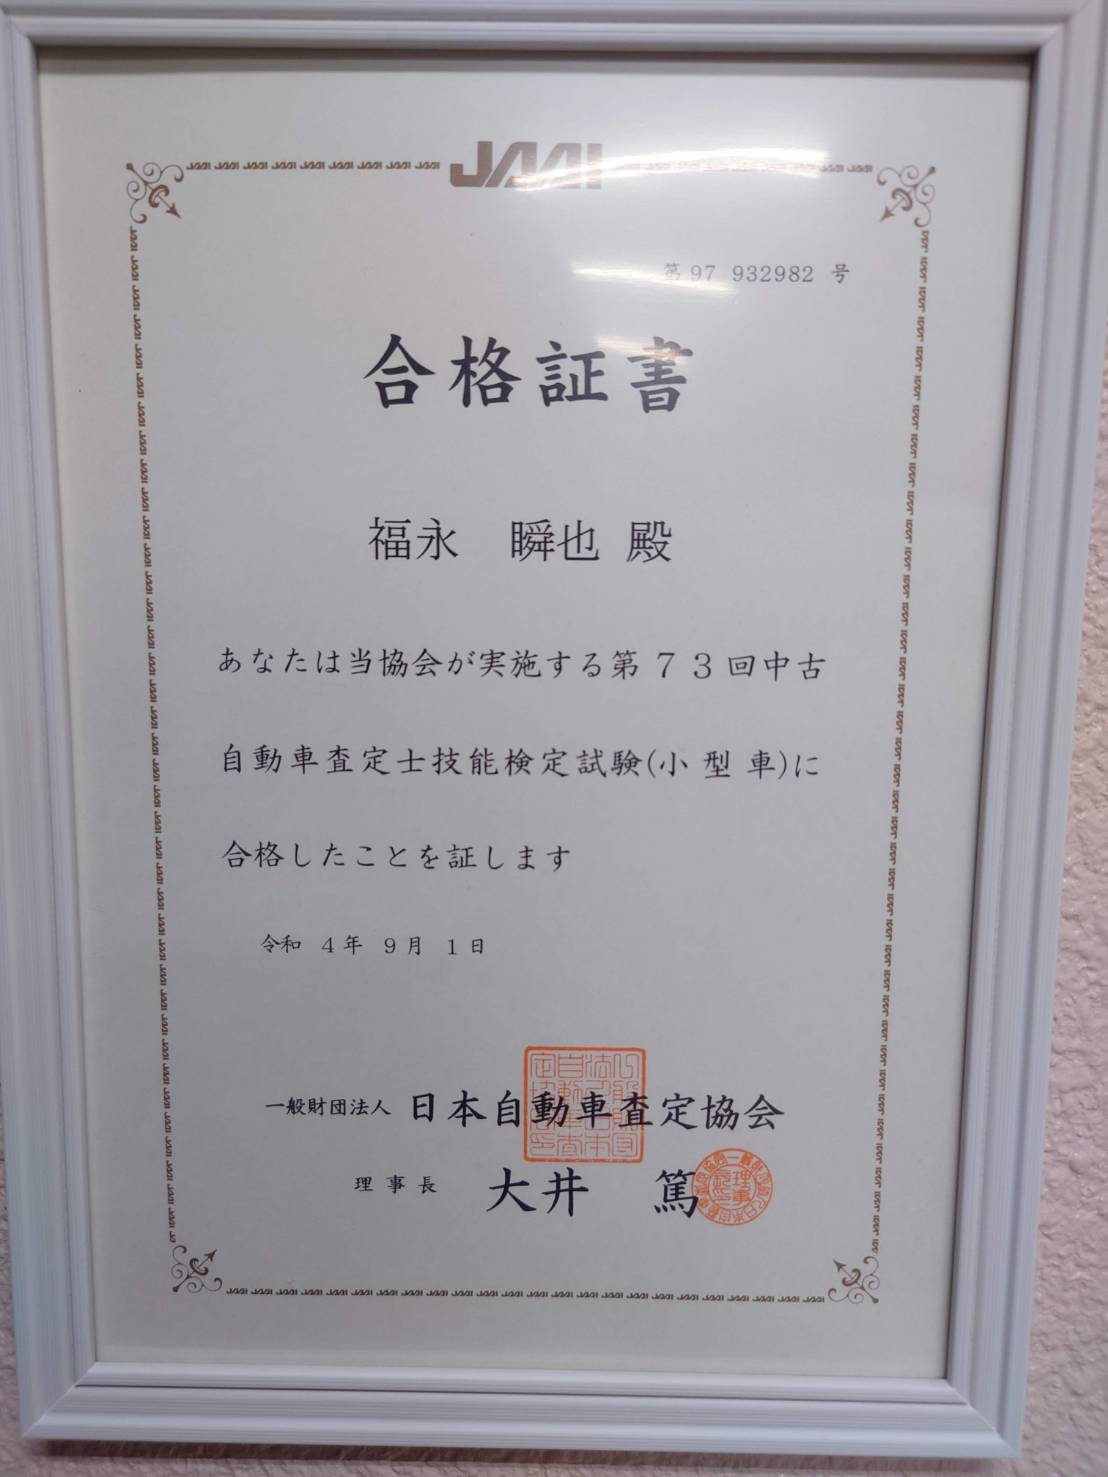 JAAI
第97 932982 号
合格証書
福永 瞬也 殿
あなたは当協会が実施する第73回中古
自動車査定士技能検定試験(小型車)に
合格したことを証します
令和 4年 9月 1日
一般財団法人 日本自動車査定協会
理事長 大井 篤